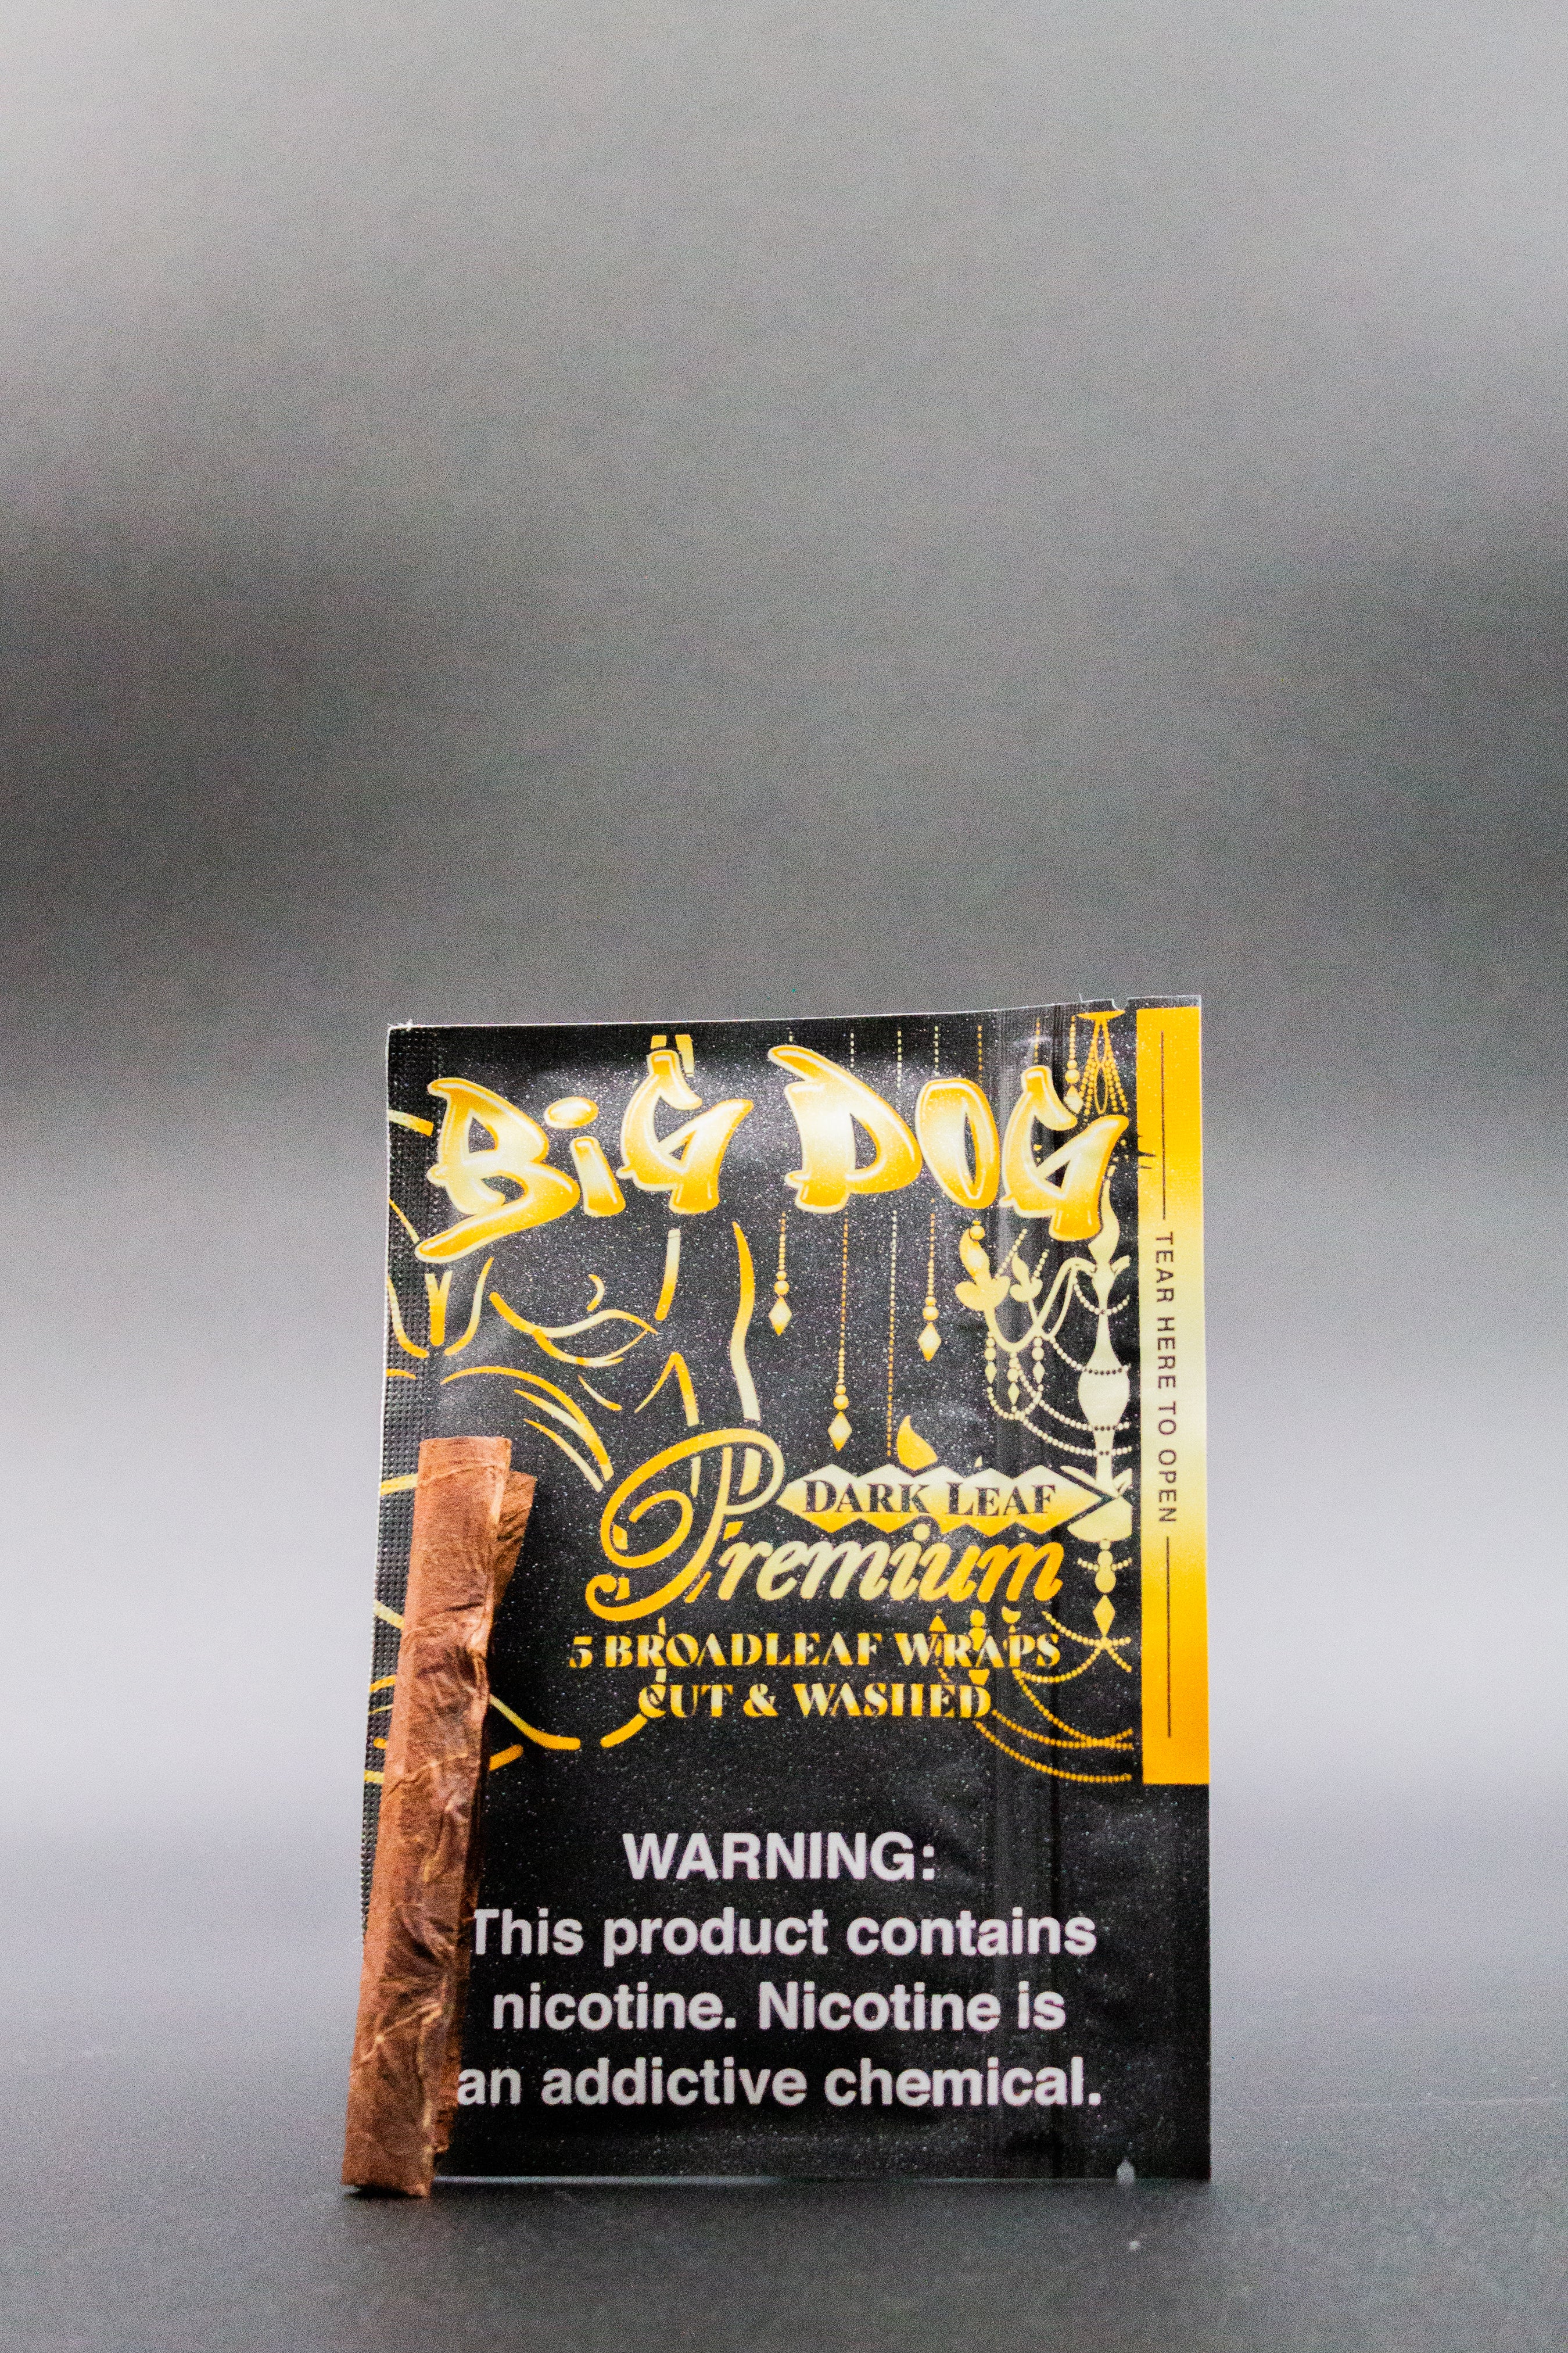 BiG DOG
DARK LEAF
Premium
5 BROADLEAF WRAPS
CUT & WASHED
WARNING:
This product contains
nicotine. Nicotine is
an addictive chemical.
TEAR HERE TO OPEN